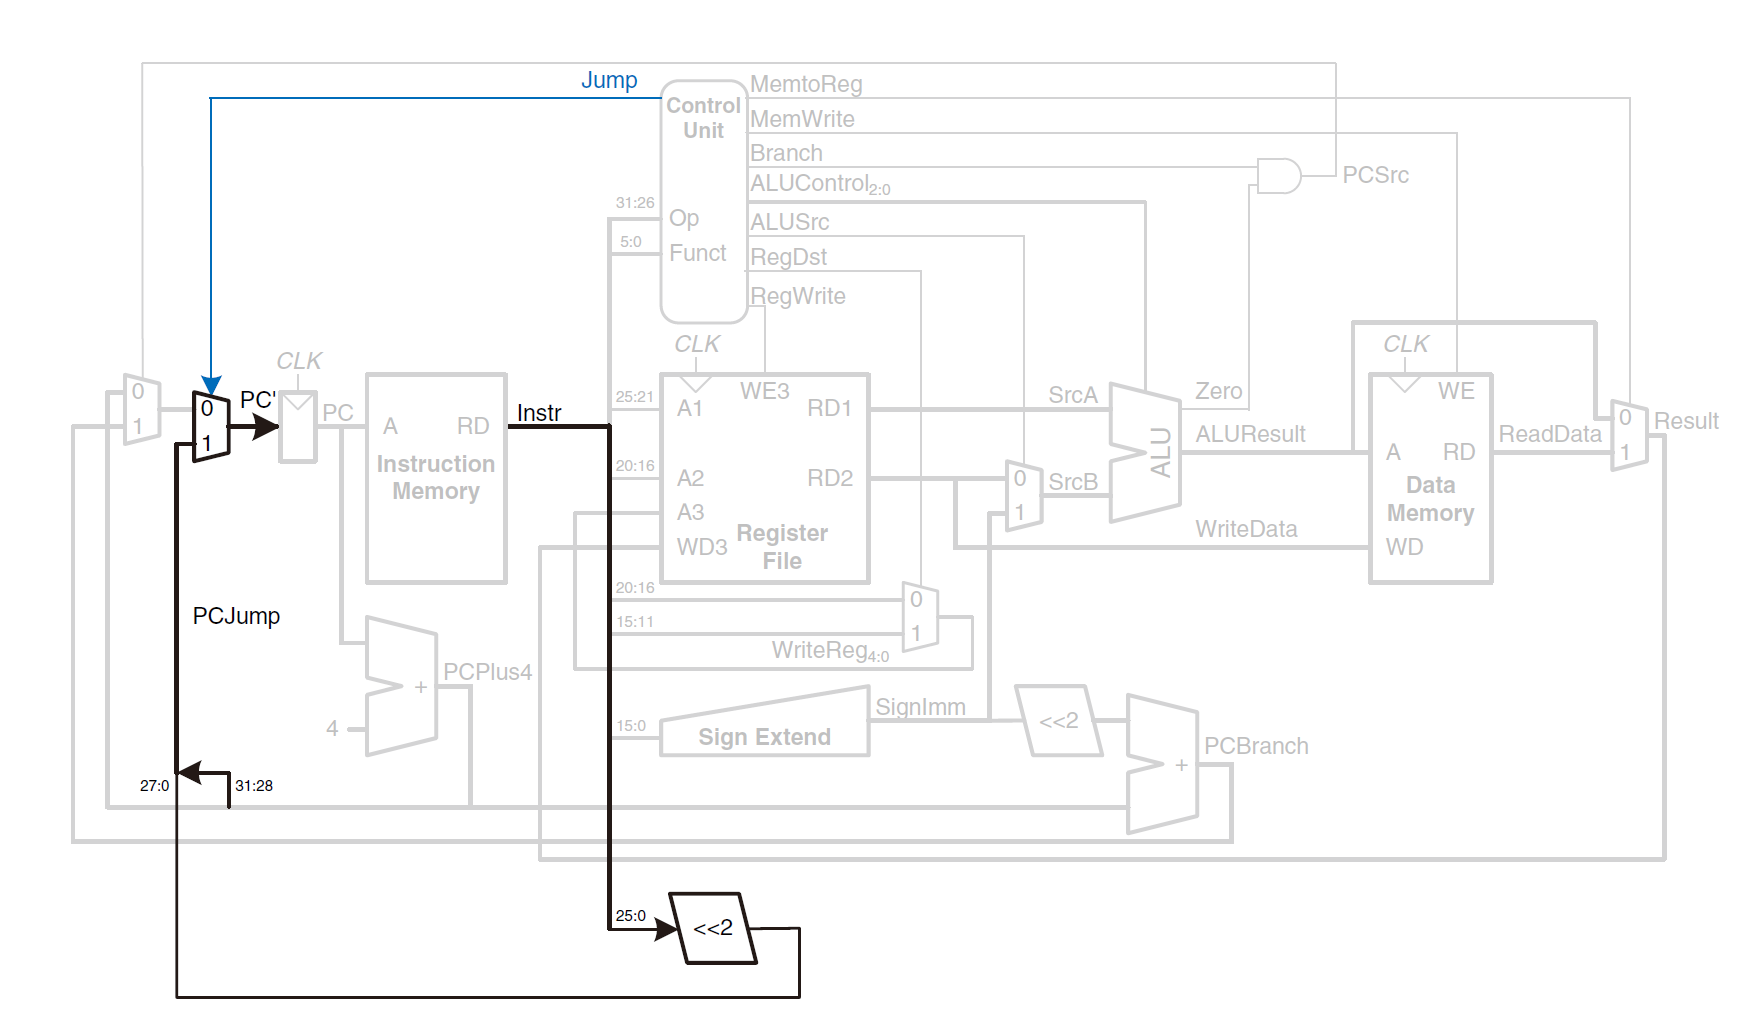 Jump
Control
Unit
MemtoReg
MemWrite
Branch
ALUControl2:0
ALUSrc
RegDst
RegWrite
PCSrc
31:26
Op
5:0
Funct
CLK
CLK
CLK
0
1
0
1
PC'
PC
A
RD
Instruction
Memory
Instr
25:21
A1
WE3
RD1
20:16
A2
RD2
A3
WD3
Register
File
SrcA
0
1
SrcB
ALU
Zero
ALUResult
WE
A
RD
Data
Memory
WD
ReadData
WriteData
0
1
Result
20:16
0
15:11
1
WriteReg4:0
PCJump
PCPlus4
+
4
15:0
Sign Extend
SignImm
<<2
+
PCBranch
27:0
31:28
25:0
<<2